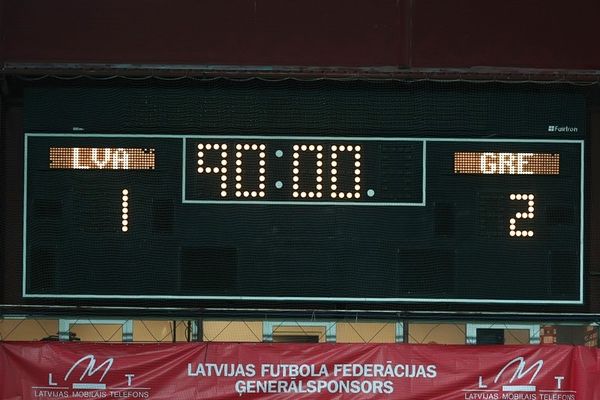 Fairtron
LVA 90:00. GRE
1 2
LATVIJAS FUTBOLA FEDERĀCIJAS
ĢENERĀLSPONSORS
LMT
LATVIJAS MOBILAIS TELEFONS
LMT
LATVIJAS MOBILAIS TELEFONS